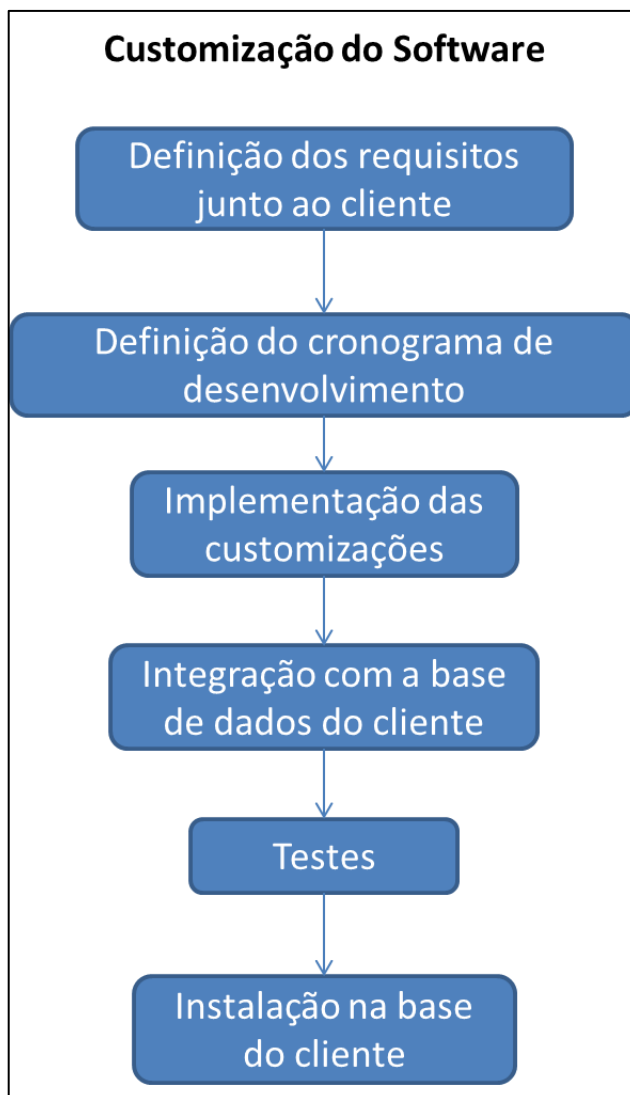 Customização do Software
Definição dos requisitos
junto ao cliente
Definição do cronograma de
desenvolvimento
Implementação das
customizações
Integração com a base
de dados do cliente
Testes
Instalação na base
do cliente